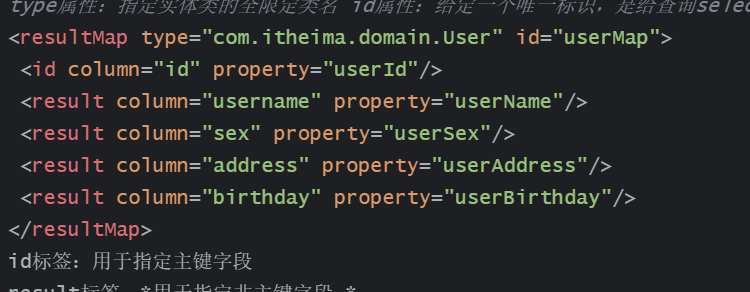 type属性：指定实体类的全限定类名 id属性：给定一个唯一标识，是给查询selec
<resultMap type="com.itheima.domain.User" id="userMap">
<id column="id" property="userId"/>
<result column="username" property="userName"/>
<result column="sex" property="userSex"/>
<result column="address" property="userAddress"/>
<result column="birthday" property="userBirthday"/>
</resultMap>
id标签：用于指定主键字段
result标签：*用于指定非主键字段 *